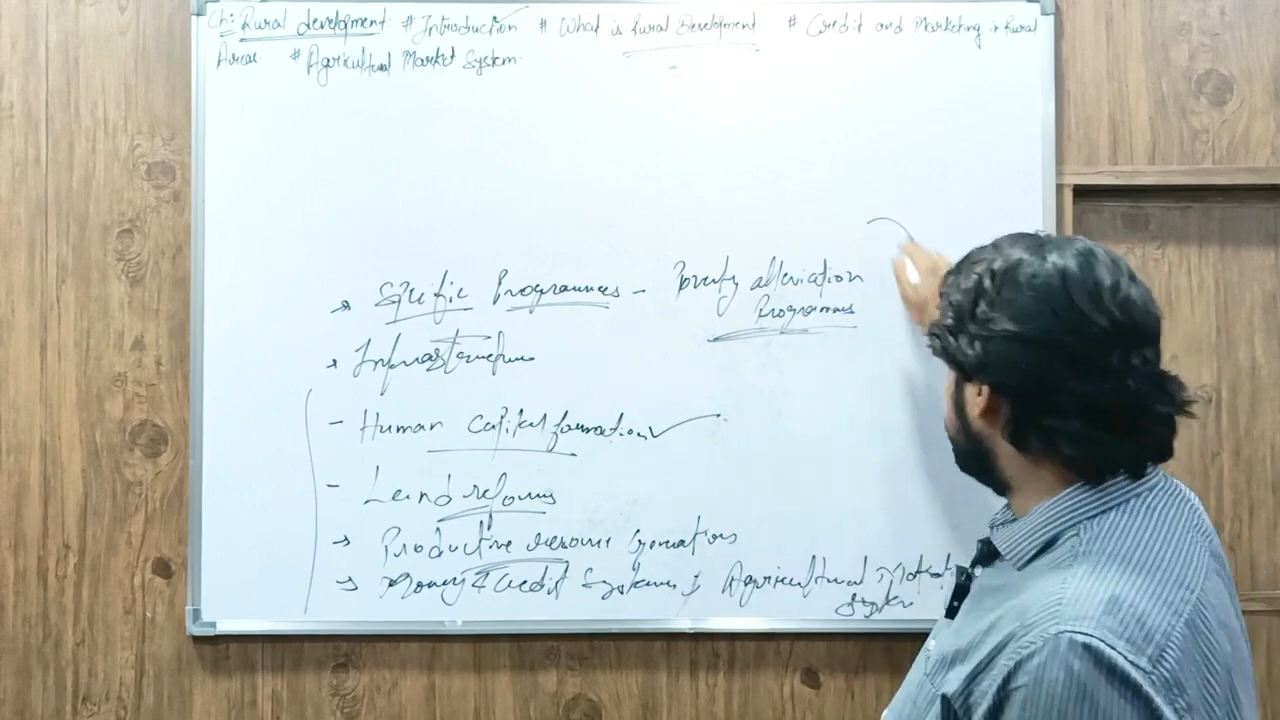 Ch: Rural development # Introduction # What is Rural Development # Credit and Marketing in Rural
Areas # Agricultural Market System.
→ Specific Programmes - Poverty alleviation
Programmes
Infrastructure
- Human Capital formation ✓
- Land reforms
→ Productive resource Generations
→ Money & Credit Systems & Agricultural Market
System